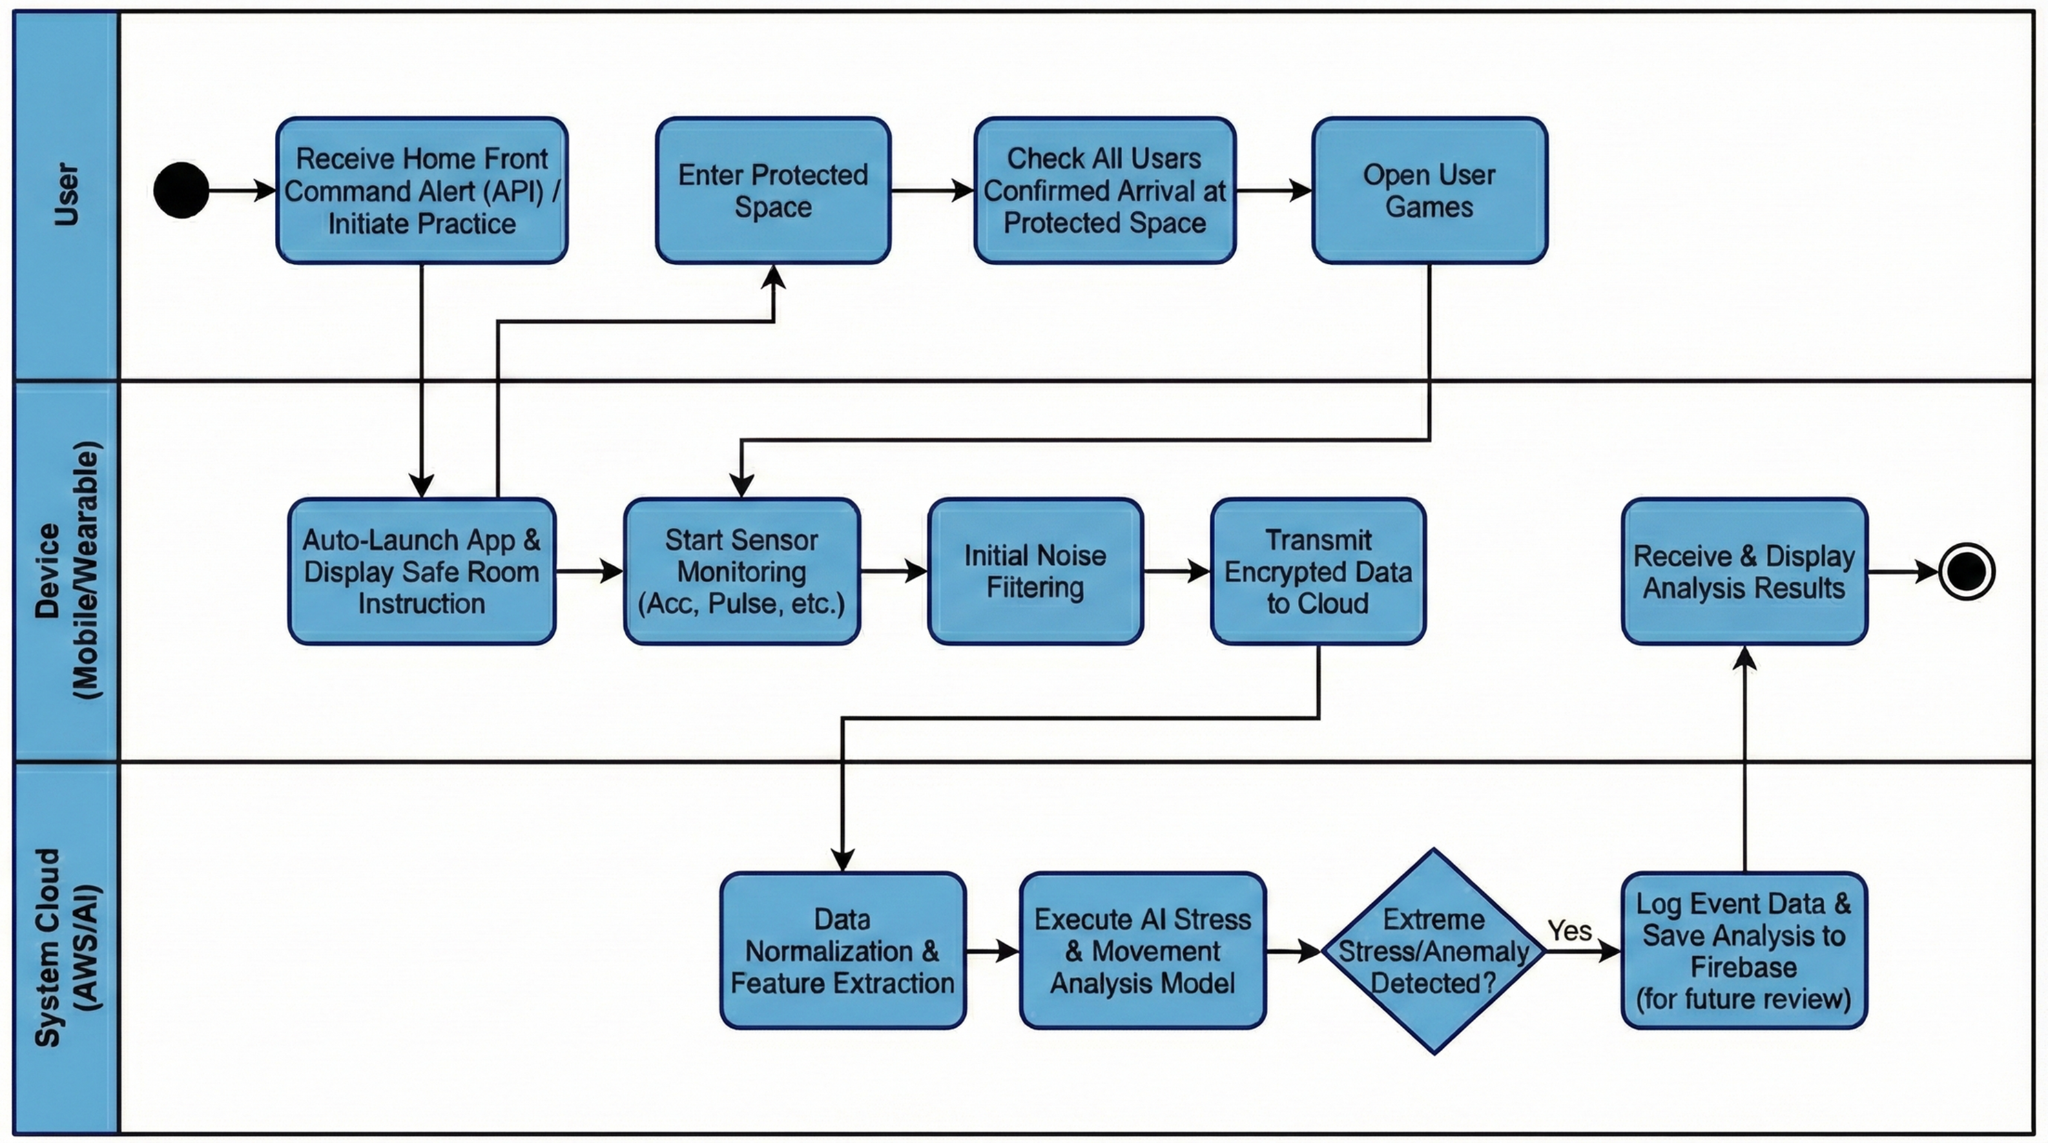 User
Receive Home Front
Command Alert (API) /
Initiate Practice
Enter Protected
Space
Check All Users
Confirmed Arrival at
Protected Space
Open User
Games
Device
(Mobile/Wearable)
Auto-Launch App &
Display Safe Room
Instruction
Start Sensor
Monitoring
(Acc, Pulse, etc.)
Initial Noise
Fiitering
Transmit
Encrypted Data
to Cloud
Receive & Display
Analysis Results
System Cloud
(AWS/AI)
Data
Normalization &
Feature Extraction
Execute AI Stress
& Movement
Analysis Model
Extreme
Stress/Anemaly
Detected?
Yes
Log Event Data &
Save Analysis to
Firebase
(for future review)